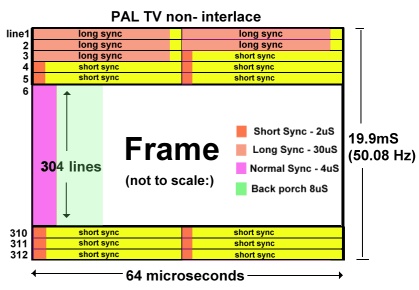 PAL TV non- interlace
line1 long sync long sync
2 long sync long sync
3 long sync short sync
4 short sync short sync
5 short sync short sync
6
304 lines
Frame
(not to scale:)
Short Sync - 2uS
Long Sync - 30uS
Normal Sync - 4uS
Back porch 8uS
19.9mS
(50.08 Hz)
310 short sync short sync
311 short sync short sync
312 short sync short sync
64 microseconds